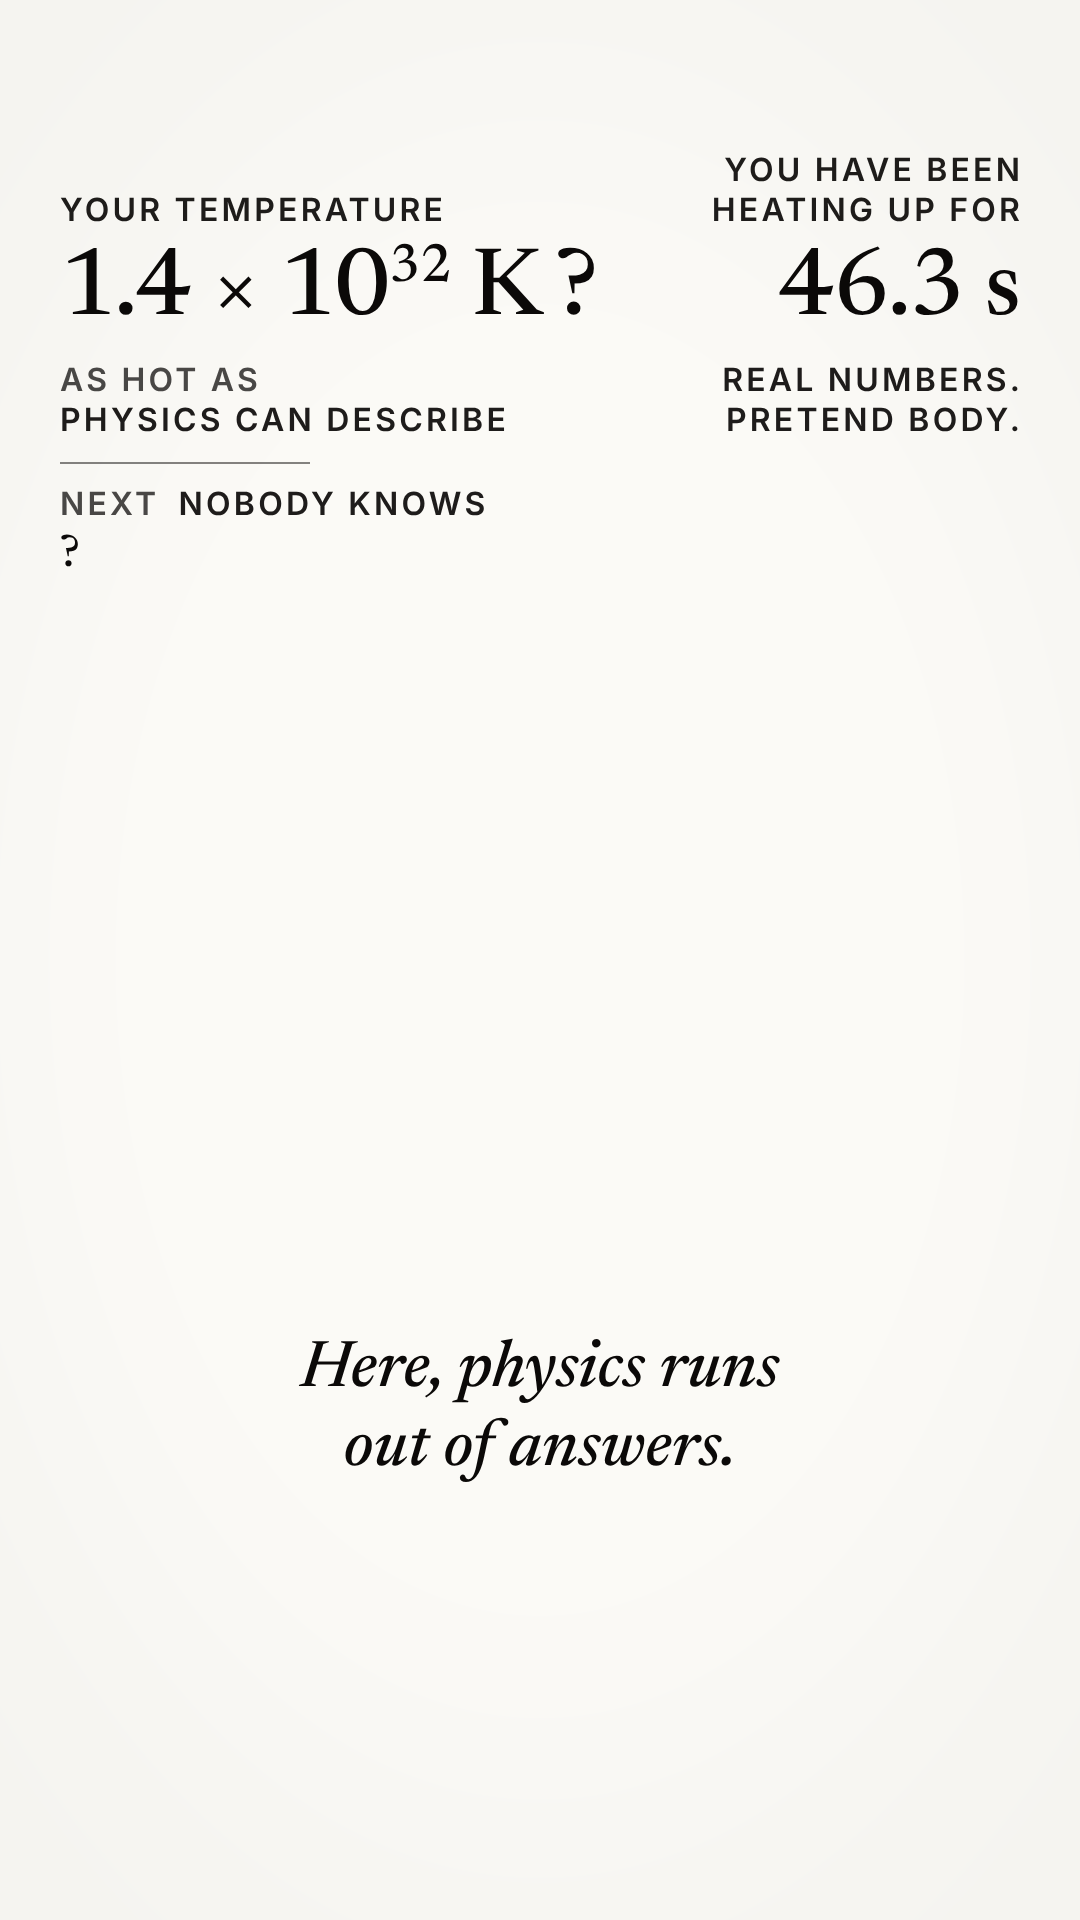 YOUR TEMPERATURE
1.4 × 10³² K ?
AS HOT AS
PHYSICS CAN DESCRIBE
NEXT NOBODY KNOWS
?
YOU HAVE BEEN
HEATING UP FOR
46.3 s
REAL NUMBERS.
PRETEND BODY.
Here, physics runs
out of answers.